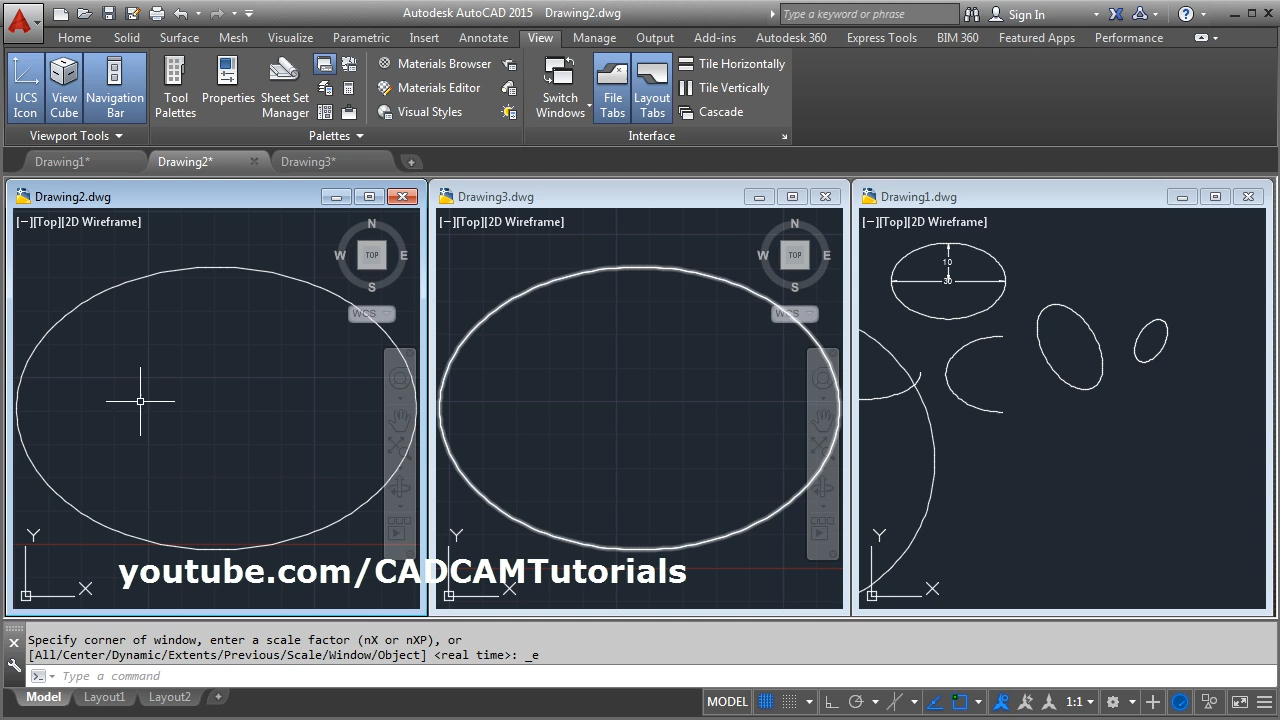 Autodesk AutoCAD 2015 Drawing2.dwg
Type a keyword or phrase
Sign In
Home Solid Surface Mesh Visualize Parametric Insert Annotate View Manage Output Add-ins Autodesk 360 Express Tools BIM 360 Featured Apps Performance
UCS Icon
View Cube
Navigation Bar
Tool Palettes
Properties
Sheet Set Manager
Materials Browser
Materials Editor
Visual Styles
Switch Windows
File Tabs
Layout Tabs
Tile Horizontally
Tile Vertically
Cascade
Viewport Tools Palettes Interface
Drawing1* Drawing2* Drawing3*
Drawing2.dwg
[−][Top][2D Wireframe]
N
W TOP E
S
WCS
Y
X
Drawing3.dwg
[−][Top][2D Wireframe]
N
W TOP E
S
WCS
Y
X
Drawing1.dwg
[−][Top][2D Wireframe]
10
30
Y
X
youtube.com/CADCAMTutorials
Specify corner of window, enter a scale factor (nX or nXP), or
[All/Center/Dynamic/Extents/Previous/Scale/Window/Object] <real time>: _e
Type a command
Model Layout1 Layout2 +
MODEL 1:1